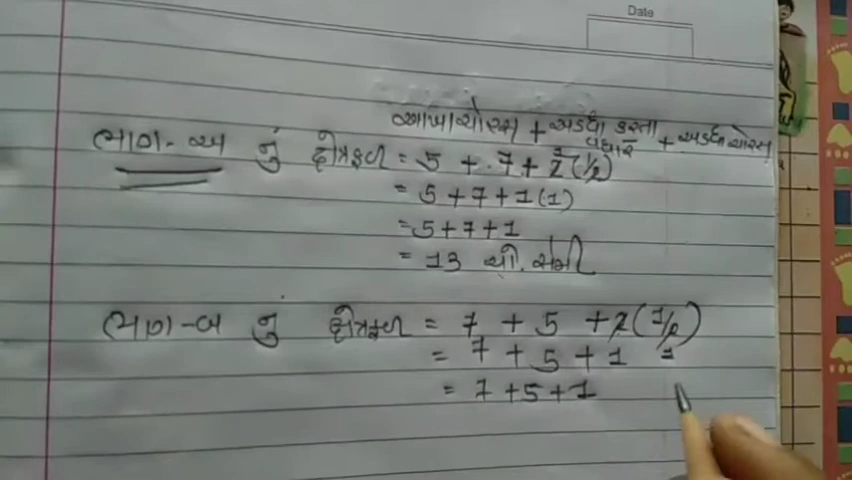 Date
આખા ચોરસ + અડધા કરતા વધારે + અડધા ચોરસ
ભાગ-અ નું ક્ષેત્રફળ = 5 + 7 + 2(1/2)
= 5 + 7 + 1(1)
= 5 + 7 + 1
= 13 ચો. સેમી
ભાગ-બ નું ક્ષેત્રફળ = 7 + 5 + 2(1/2)
= 7 + 5 + 1 1
= 7 + 5 + 1